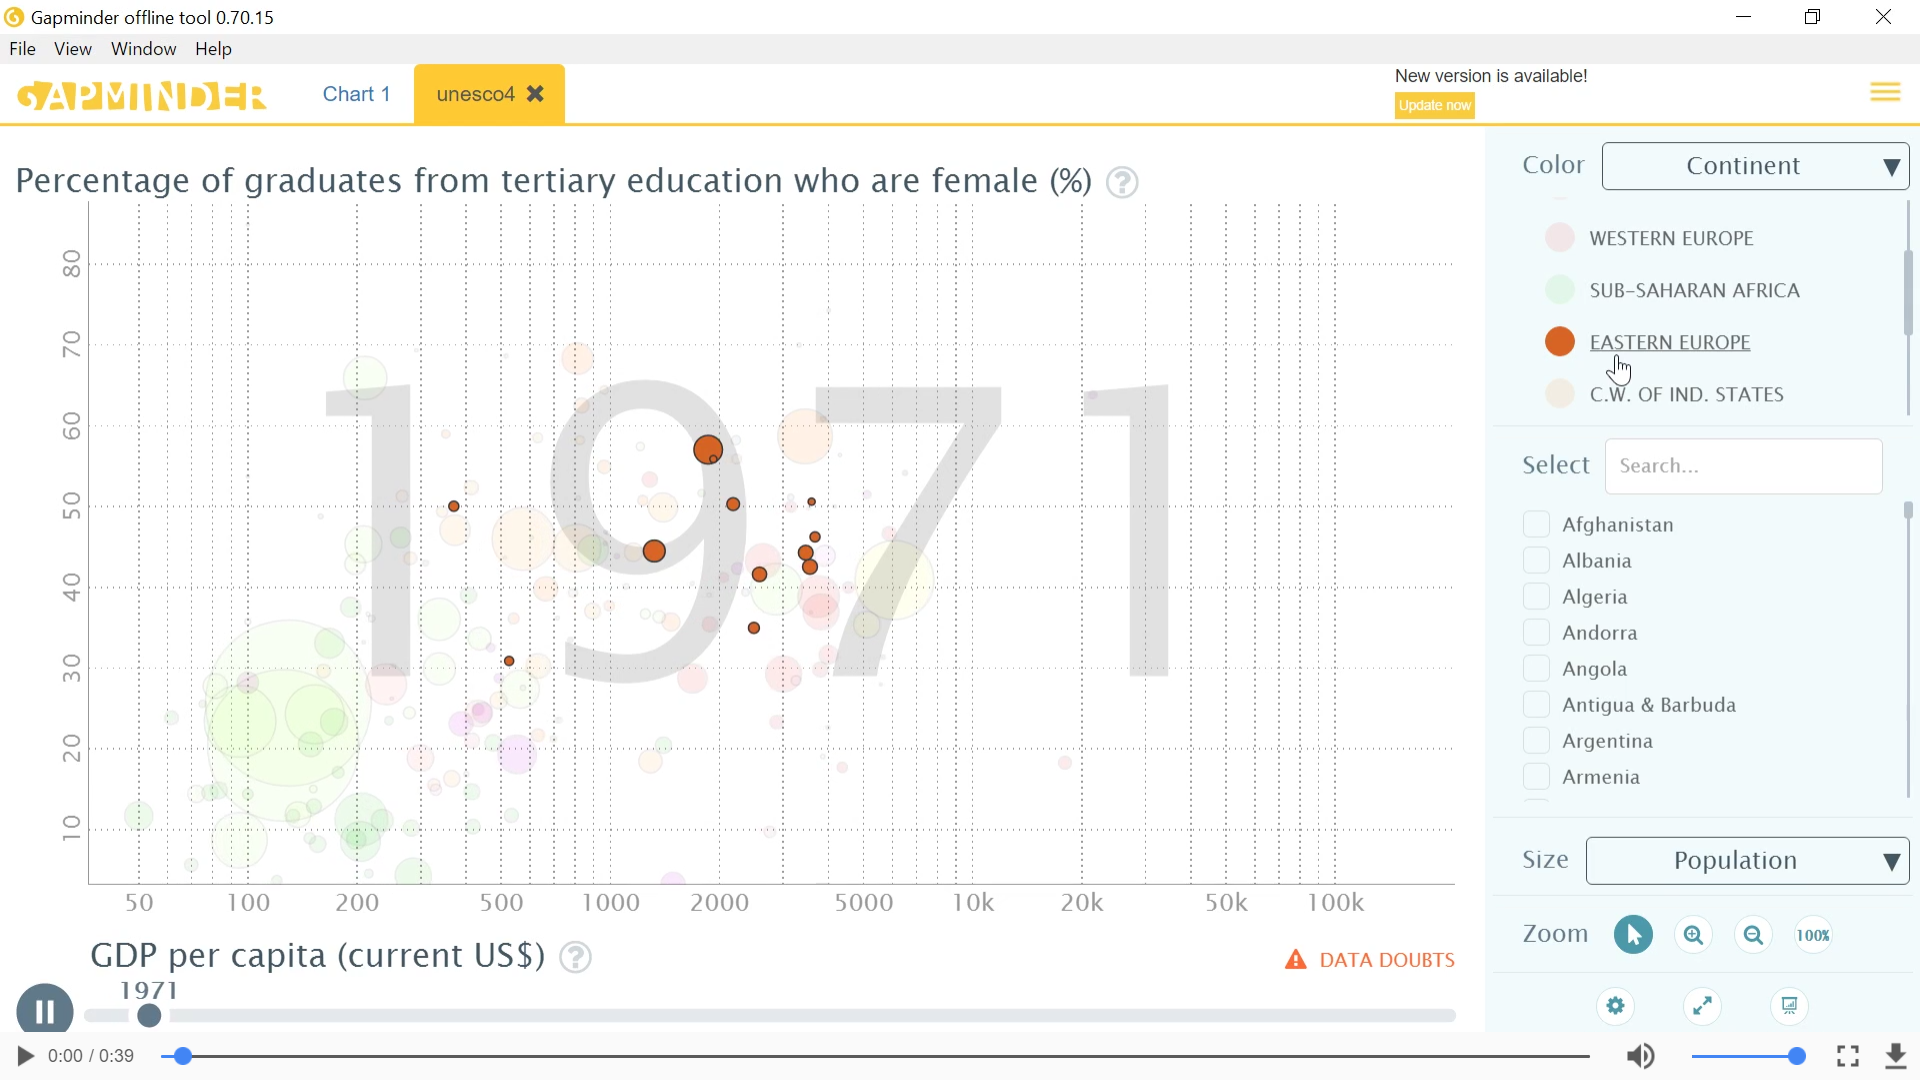 Gapminder offline tool 0.70.15
File View Window Help
GAPMINDER Chart 1 unesco4
New version is available!
Update now
Percentage of graduates from tertiary education who are female (%) ?
80
70
60
50
40
30
20
10
1971
50 100 200 500 1000 2000 5000 10k 20k 50k 100k
GDP per capita (current US$) ?
DATA DOUBTS
1971
Color Continent
WESTERN EUROPE
SUB-SAHARAN AFRICA
EASTERN EUROPE
C.W. OF IND. STATES
Select Search...
Afghanistan
Albania
Algeria
Andorra
Angola
Antigua & Barbuda
Argentina
Armenia
Size Population
Zoom 100%
0:00 / 0:39